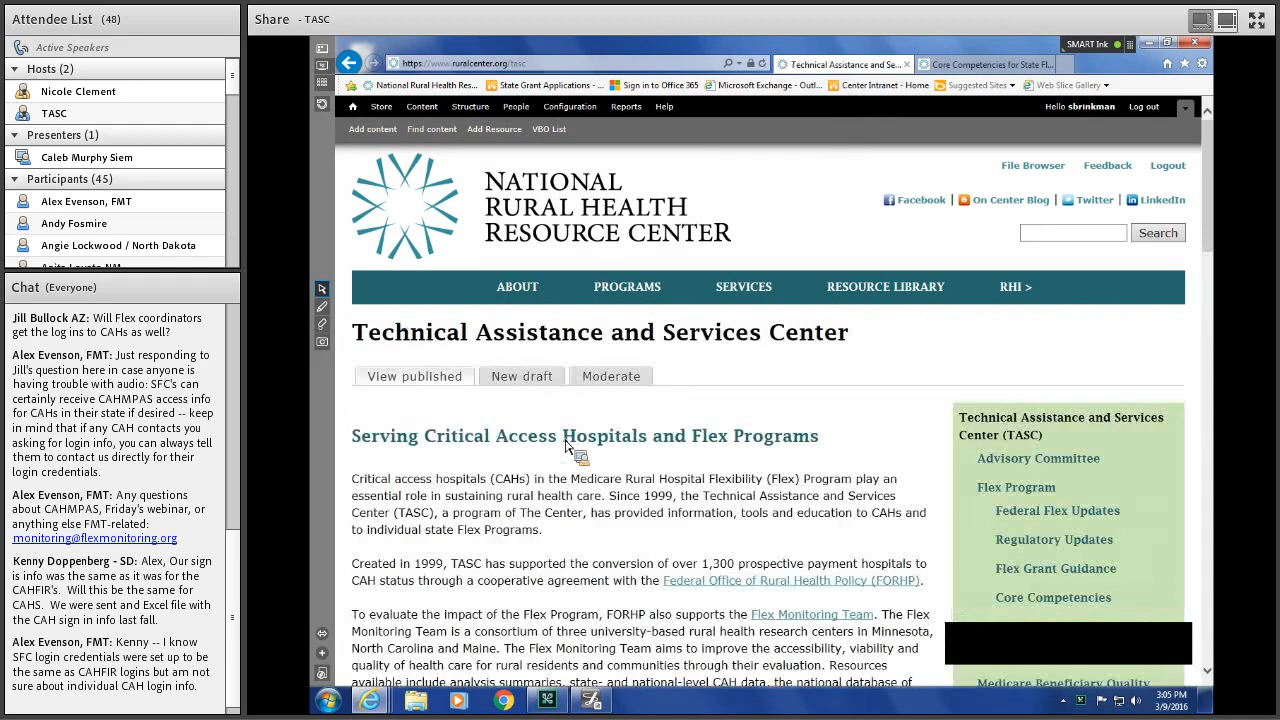 Attendee List (48)
Active Speakers
Hosts (2)
Nicole Clement
TASC
Presenters (1)
Caleb Murphy Siem
Participants (45)
Alex Evenson, FMT
Andy Fosmire
Angie Lockwood / North Dakota
Chat (Everyone)
Jill Bullock AZ: Will Flex coordinators
get the log ins to CAHs as well?
Alex Evenson, FMT: Just responding to
Jill's question here in case anyone is
having trouble with audio: SFC's can
certainly receive CAHMPAS access info
for CAHs in their state if desired -- keep
in mind that if any CAH contacts you
asking for login info, you can always tell
them to contact us directly for their
login credentials.
Alex Evenson, FMT: Any questions
about CAHMPAS, Friday's webinar, or
anything else FMT-related:
monitoring@flexmonitoring.org
Kenny Doppenberg - SD: Alex, Our sign
is info was the same as it was for the
CAHFIR's. Will this be the same for
CAHS. We were sent and Excel file with
the CAH sign in info last fall.
Alex Evenson, FMT: Kenny -- I know
SFC login credentials were set up to be
the same as CAHFIR logins but am not
sure about individual CAH login info.
Share - TASC
SMART Ink
https://www.ruralcenter.org/tasc
Technical Assistance and Se...
Core Competencies for State Fl...
National Rural Health Res...
State Grant Applications - ...
Sign in to Office 365
Microsoft Exchange - Outl...
Center Intranet - Home
Suggested Sites
Web Slice Gallery
Store Content Structure People Configuration Reports Help
Hello sbrinkman Log out
Add content Find content Add Resource VBO List
NATIONAL
RURAL HEALTH
RESOURCE CENTER
File Browser Feedback Logout
Facebook | On Center Blog | Twitter | LinkedIn
Search
ABOUT PROGRAMS SERVICES RESOURCE LIBRARY RHI >
Technical Assistance and Services Center
View published New draft Moderate
Serving Critical Access Hospitals and Flex Programs
Critical access hospitals (CAHs) in the Medicare Rural Hospital Flexibility (Flex) Program play an
essential role in sustaining rural health care. Since 1999, the Technical Assistance and Services
Center (TASC), a program of The Center, has provided information, tools and education to CAHs and
to individual state Flex Programs.
Created in 1999, TASC has supported the conversion of over 1,300 prospective payment hospitals to
CAH status through a cooperative agreement with the Federal Office of Rural Health Policy (FORHP).
To evaluate the impact of the Flex Program, FORHP also supports the Flex Monitoring Team. The Flex
Monitoring Team is a consortium of three university-based rural health research centers in Minnesota,
North Carolina and Maine. The Flex Monitoring Team aims to improve the accessibility, viability and
quality of health care for rural residents and communities through their evaluation. Resources
available include analysis summaries, state- and national-level CAH data, the national database of
Technical Assistance and Services
Center (TASC)
Advisory Committee
Flex Program
Federal Flex Updates
Regulatory Updates
Flex Grant Guidance
Core Competencies
Medicare Beneficiary Quality
3:05 PM
3/9/2016